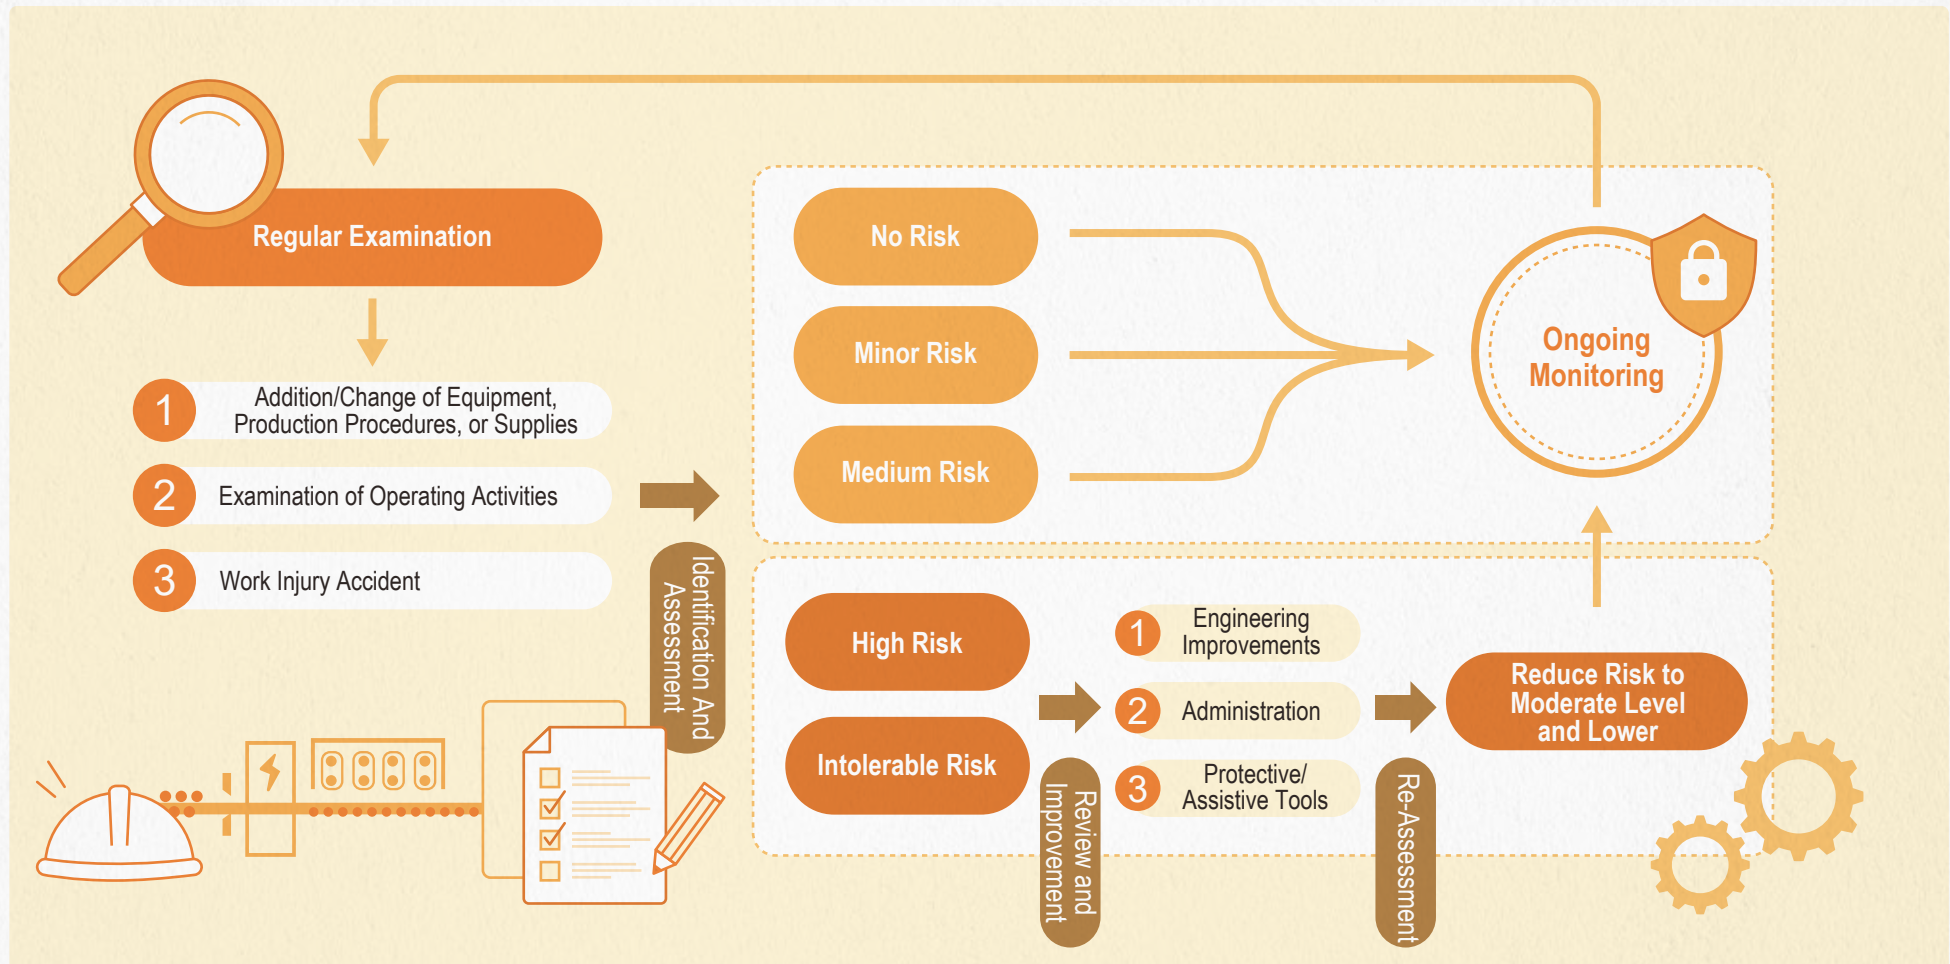 Regular Examination
1
Addition/Change of Equipment,
Production Procedures, or Supplies
2
Examination of Operating Activities
3
Work Injury Accident
Identification And
Assessment
No Risk
Minor Risk
Medium Risk
Ongoing
Monitoring
High Risk
Intolerable Risk
Review and
Improvement
1
Engineering
Improvements
2
Administration
3
Protective/
Assistive Tools
Re-Assessment
Reduce Risk to
Moderate Level
and Lower